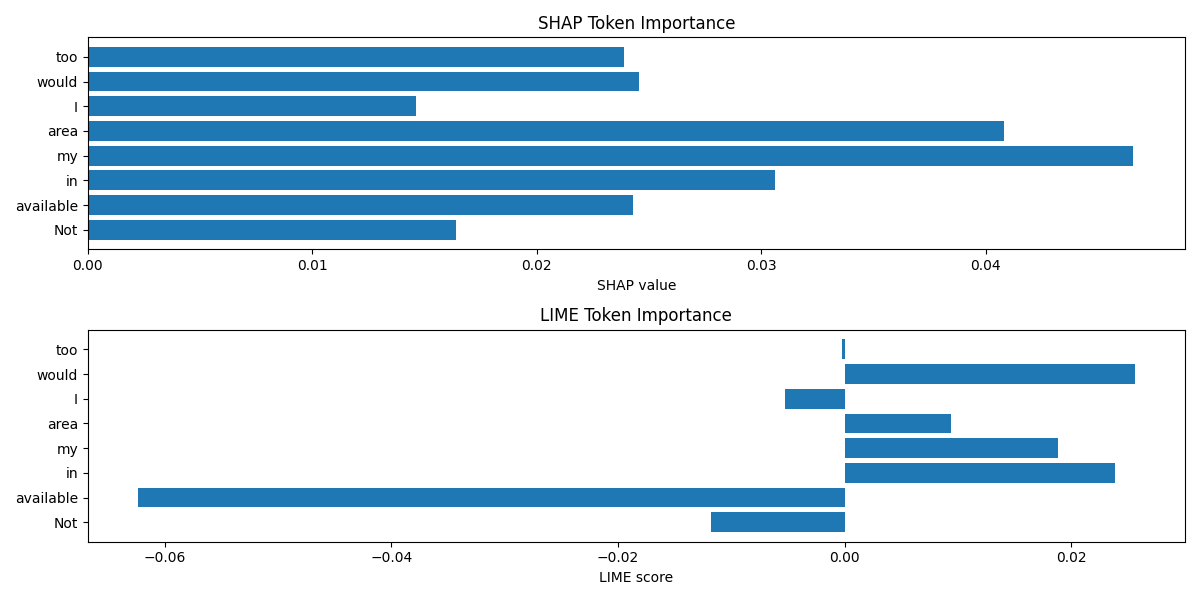 SHAP Token Importance
too
would
I
area
my
in
available
Not
0.00 0.01 0.02 0.03 0.04
SHAP value
LIME Token Importance
too
would
I
area
my
in
available
Not
−0.06 −0.04 −0.02 0.00 0.02
LIME score